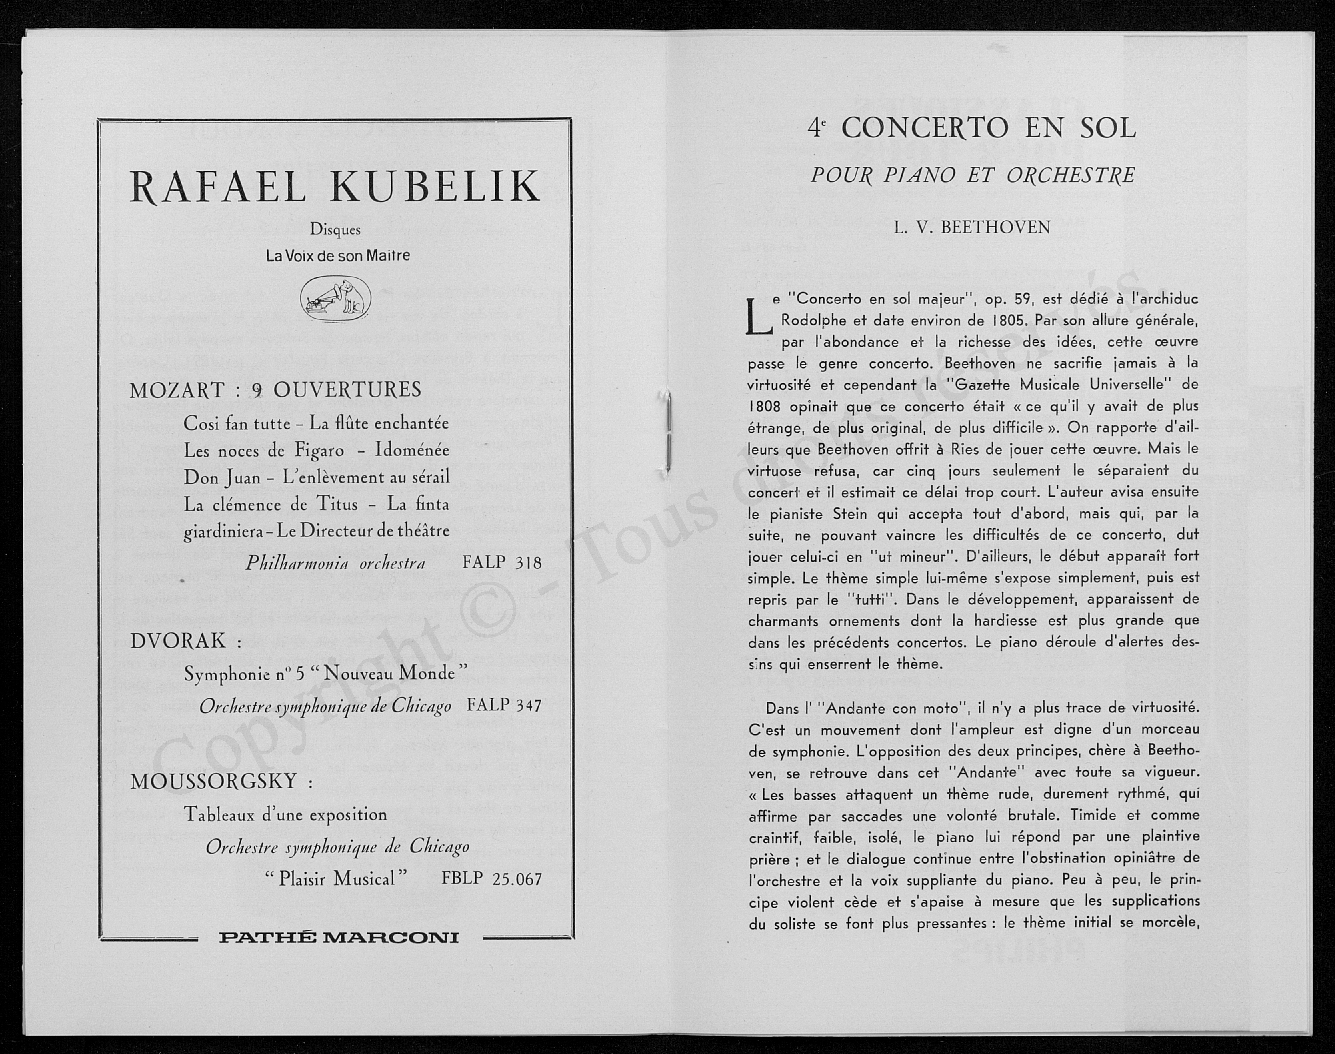 RAFAEL KUBELIK
Disques
La Voix de son Maitre
MOZART : 9 OUVERTURES
Cosi fan tutte – La flûte enchantée
Les noces de Figaro – Idoménée
Don Juan – L'enlèvement au sérail
La clémence de Titus – La finta
giardiniera – Le Directeur de théâtre
Philharmonia orchestra FALP 318
DVORAK :
Symphonie n° 5 “ Nouveau Monde ”
Orchestre symphonique de Chicago FALP 347
MOUSSORGSKY :
Tableaux d'une exposition
Orchestre symphonique de Chicago
“ Plaisir Musical ” FBLP 25.067
PATHÉ MARCONI
4e CONCERTO EN SOL
POUR PIANO ET ORCHESTRE
L. V. BEETHOVEN
Le "Concerto en sol majeur", op. 59, est dédié à l'archiduc
Rodolphe et date environ de 1805. Par son allure générale,
par l'abondance et la richesse des idées, cette œuvre
passe le genre concerto. Beethoven ne sacrifie jamais à la
virtuosité et cependant la "Gazette Musicale Universelle" de
1808 opinait que ce concerto était « ce qu'il y avait de plus
étrange, de plus original, de plus difficile ». On rapporte d'ail-
leurs que Beethoven offrit à Ries de jouer cette œuvre. Mais le
virtuose refusa, car cinq jours seulement le séparaient du
concert et il estimait ce délai trop court. L'auteur avisa ensuite
le pianiste Stein qui accepta tout d'abord, mais qui, par la
suite, ne pouvant vaincre les difficultés de ce concerto, dut
jouer celui-ci en "ut mineur". D'ailleurs, le début apparaît fort
simple. Le thème simple lui-même s'expose simplement, puis est
repris par le "tutti". Dans le développement, apparaissent de
charmants ornements dont la hardiesse est plus grande que
dans les précédents concertos. Le piano déroule d'alertes des-
sins qui enserrent le thème.
Dans l' "Andante con moto", il n'y a plus trace de virtuosité.
C'est un mouvement dont l'ampleur est digne d'un morceau
de symphonie. L'opposition des deux principes, chère à Beetho-
ven, se retrouve dans cet "Andante" avec toute sa vigueur.
« Les basses attaquent un thème rude, durement rythmé, qui
affirme par saccades une volonté brutale. Timide et comme
craintif, faible, isolé, le piano lui répond par une plaintive
prière ; et le dialogue continue entre l'obstination opiniâtre de
l'orchestre et la voix suppliante du piano. Peu à peu, le prin-
cipe violent cède et s'apaise à mesure que les supplications
du soliste se font plus pressantes : le thème initial se morcèle,
Copyright © - Tous droits réservés.